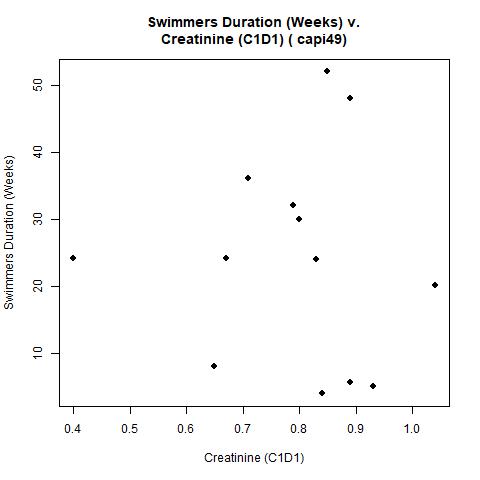 Swimmers Duration (Weeks) v.
Creatinine (C1D1) ( capi49)
Swimmers Duration (Weeks)
50
40
30
20
10
0.4 0.5 0.6 0.7 0.8 0.9 1.0
Creatinine (C1D1)